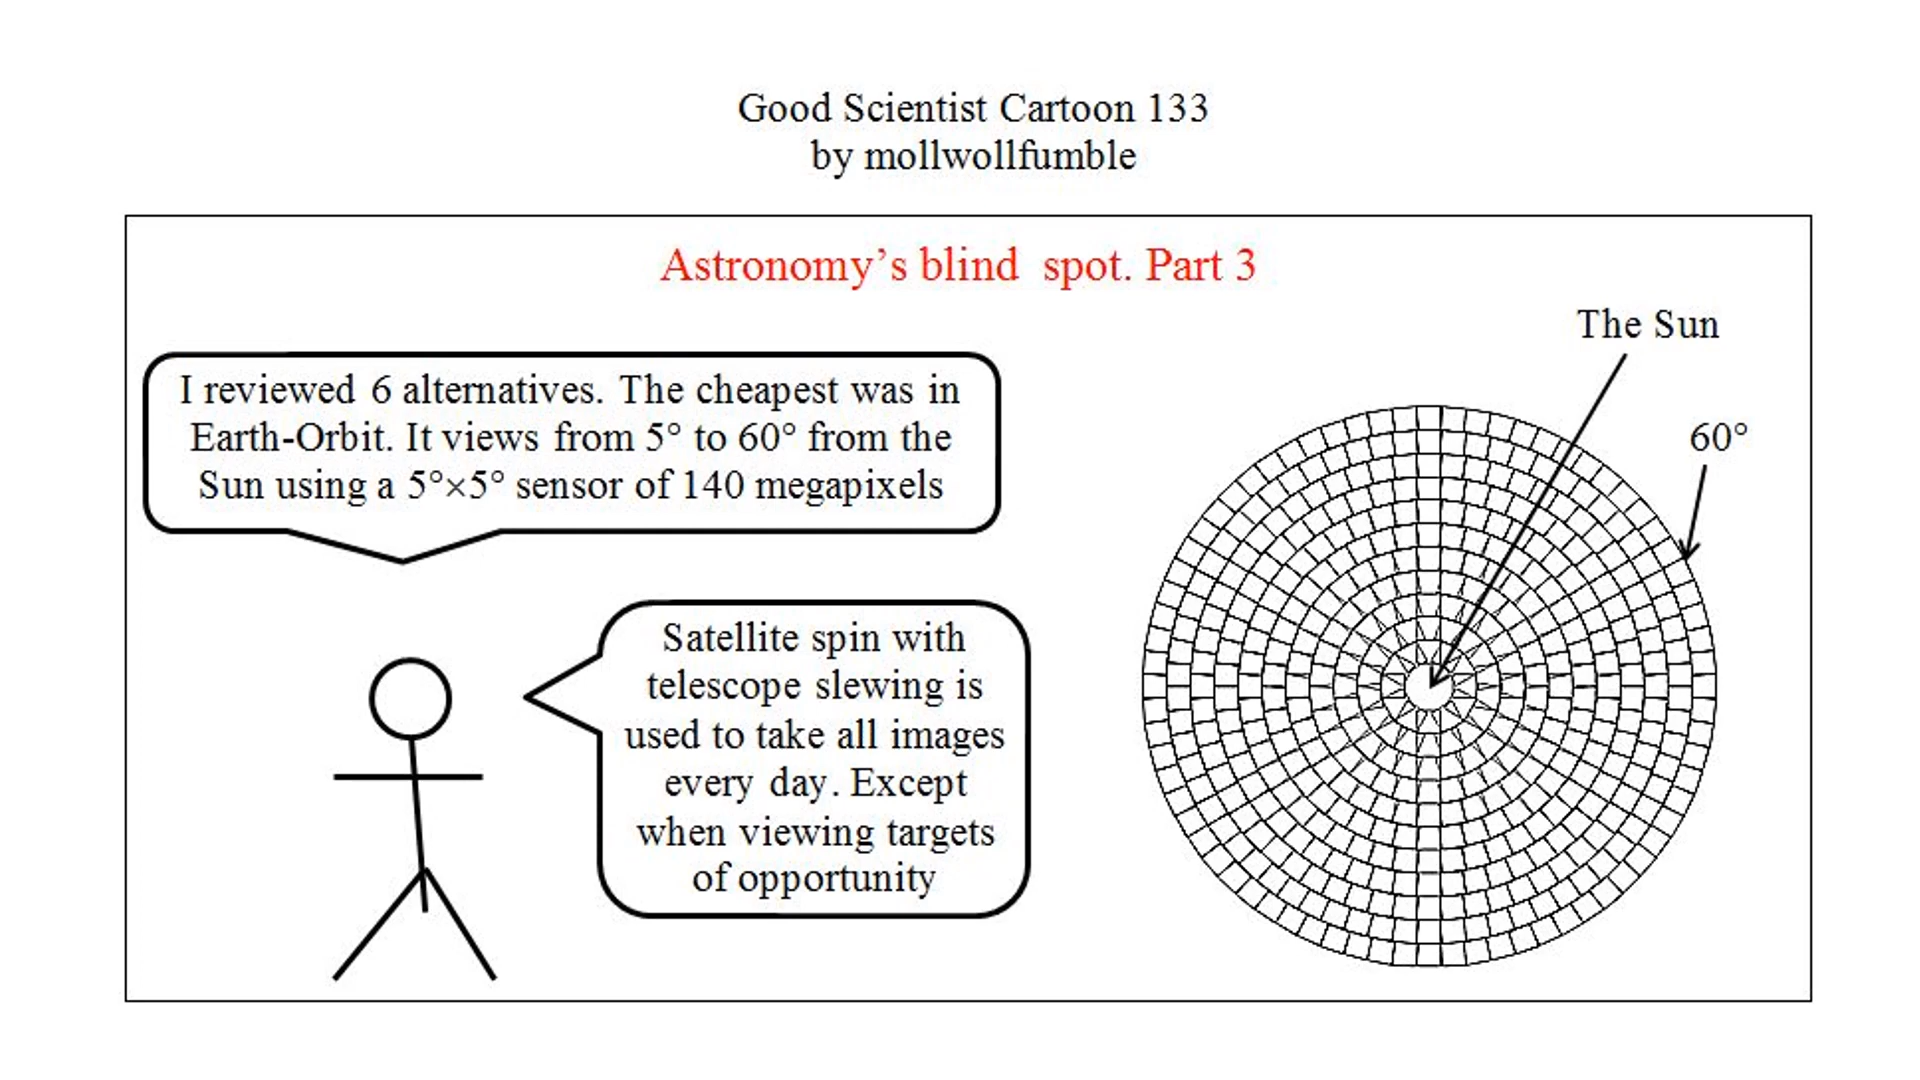 Good Scientist Cartoon 133
by mollwollfumble
Astronomy’s blind spot. Part 3
The Sun
I reviewed 6 alternatives. The cheapest was in
Earth-Orbit. It views from 5° to 60° from the
Sun using a 5°×5° sensor of 140 megapixels
60°
Satellite spin with
telescope slewing is
used to take all images
every day. Except
when viewing targets
of opportunity